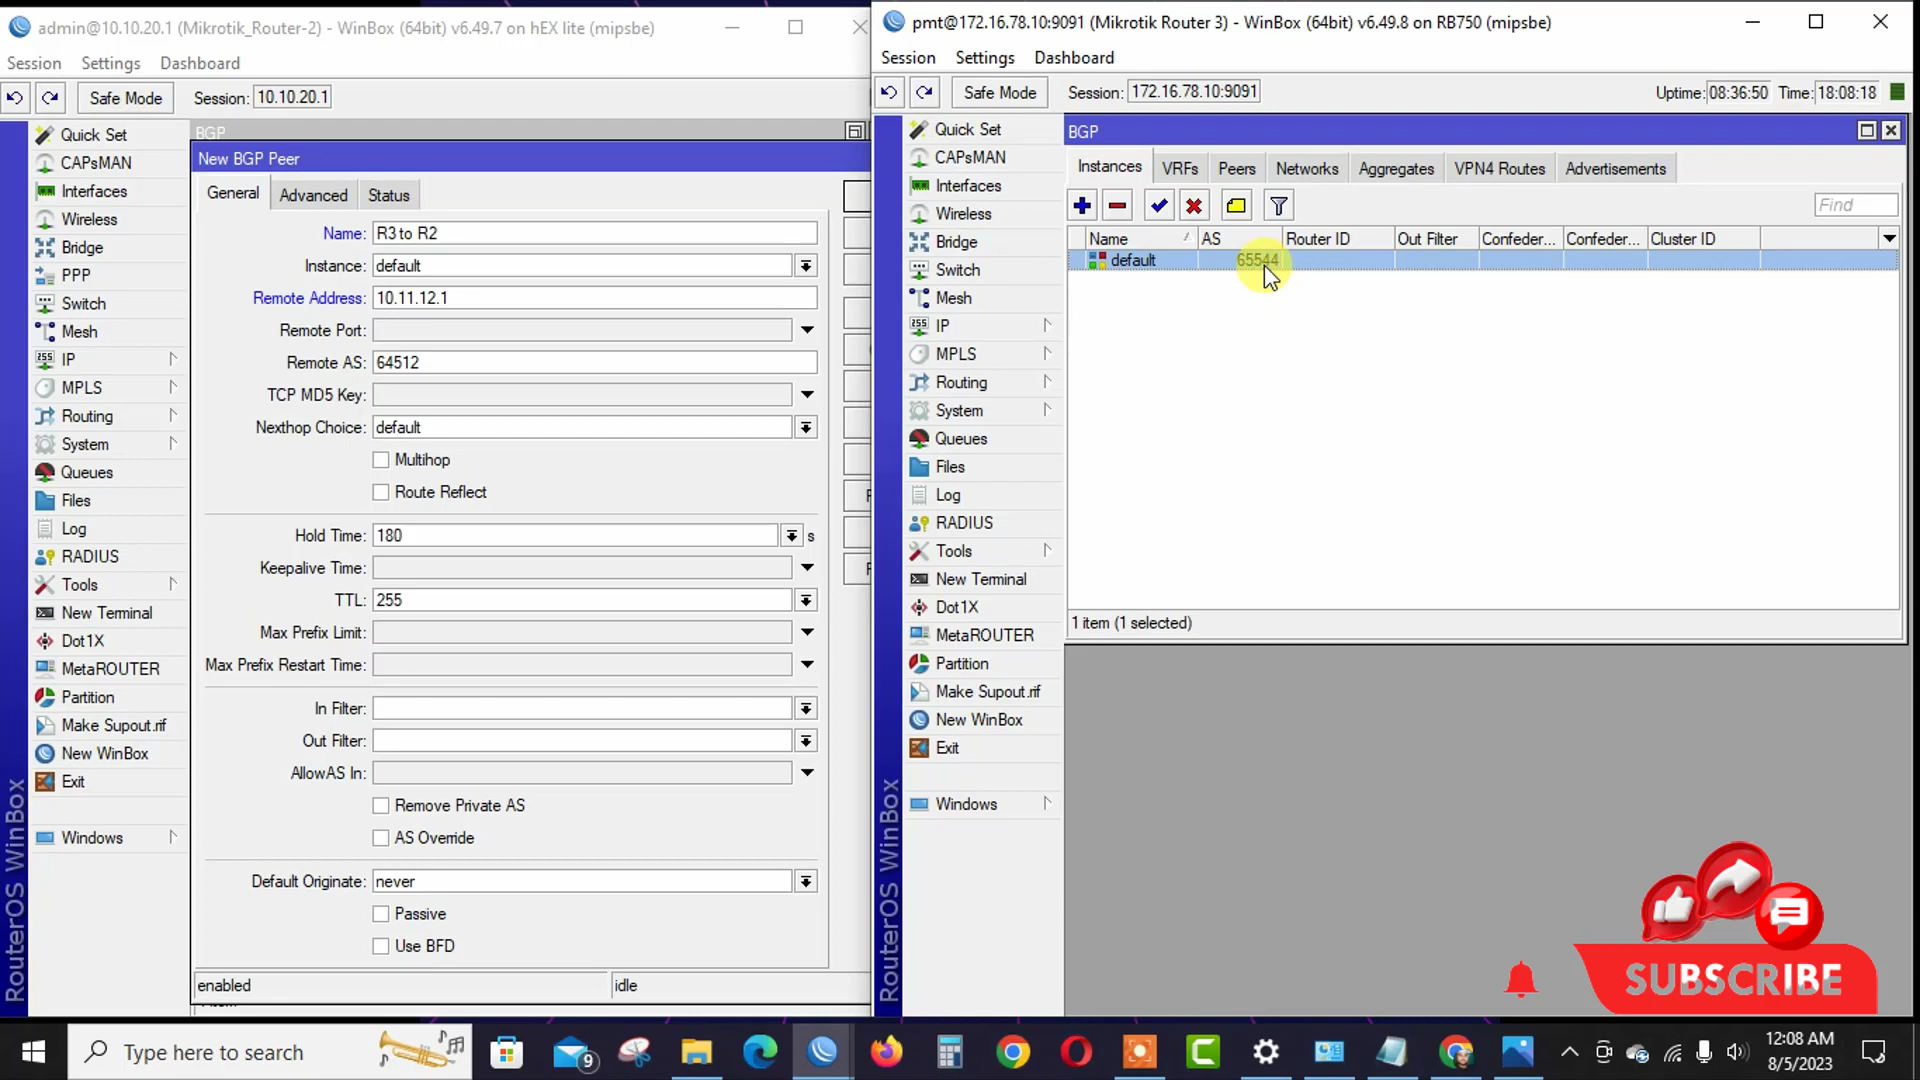 admin@10.10.20.1 (Mikrotik_Router-2) - WinBox (64bit) v6.49.7 on hEX lite (mipsbe)
Session Settings Dashboard
Safe Mode Session: 10.10.20.1
Quick Set
CAPsMAN
Interfaces
Wireless
Bridge
PPP
Switch
Mesh
IP
MPLS
Routing
System
Queues
Files
Log
RADIUS
Tools
New Terminal
Dot1X
MetaROUTER
Partition
Make Supout.rif
New WinBox
Exit
Windows
RouterOS WinBox
BGP
New BGP Peer
General Advanced Status
Name: R3 to R2
Instance: default
Remote Address: 10.11.12.1
Remote Port:
Remote AS: 64512
TCP MD5 Key:
Nexthop Choice: default
Multihop
Route Reflect
Hold Time: 180 s
Keepalive Time:
TTL: 255
Max Prefix Limit:
Max Prefix Restart Time:
In Filter:
Out Filter:
AllowAS In:
Remove Private AS
AS Override
Default Originate: never
Passive
Use BFD
enabled idle
pmt@172.16.78.10:9091 (Mikrotik Router 3) - WinBox (64bit) v6.49.8 on RB750 (mipsbe)
Session Settings Dashboard
Safe Mode Session: 172.16.78.10:9091 Uptime: 08:36:50 Time: 18:08:18
Quick Set
CAPsMAN
Interfaces
Wireless
Bridge
Switch
Mesh
IP
MPLS
Routing
System
Queues
Files
Log
RADIUS
Tools
New Terminal
Dot1X
MetaROUTER
Partition
Make Supout.rif
New WinBox
Exit
Windows
RouterOS WinBox
BGP
Instances VRFs Peers Networks Aggregates VPN4 Routes Advertisements
Find
Name AS Router ID Out Filter Confeder... Confeder... Cluster ID
default 65544
1 item (1 selected)
SUBSCRIBE
Type here to search
9
12:08 AM
8/5/2023